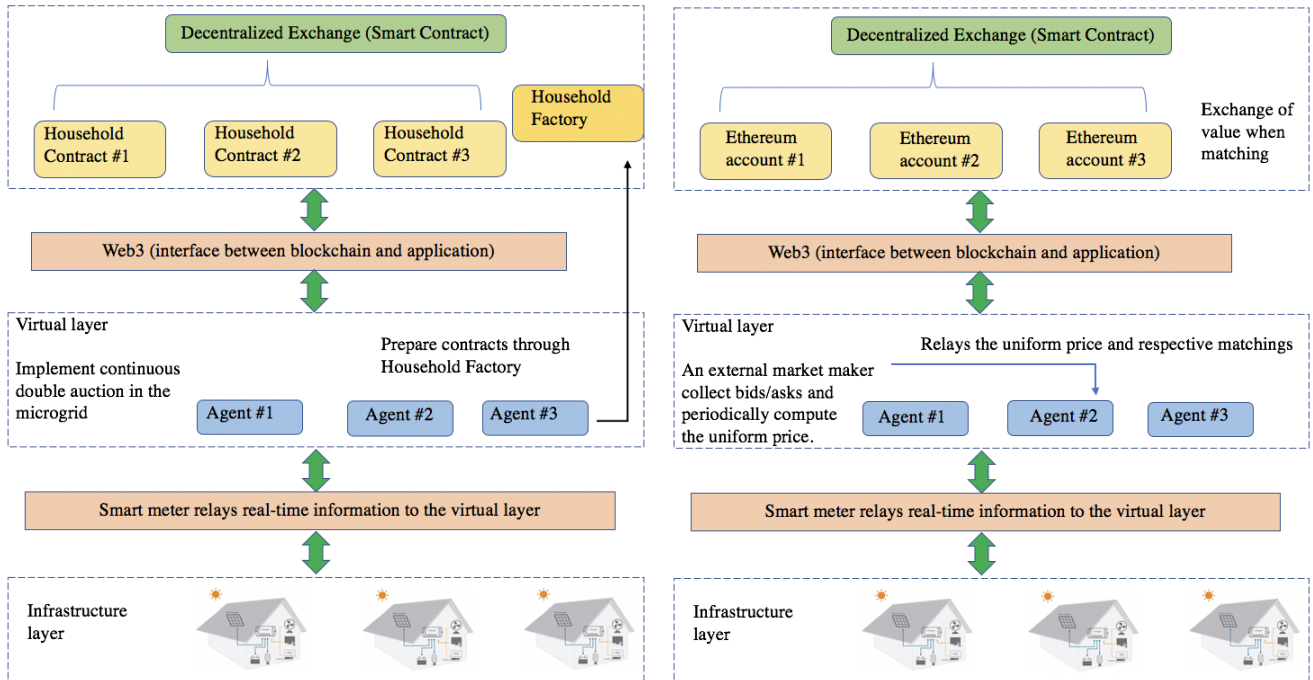 Decentralized Exchange (Smart Contract)
Household
Factory
Household
Contract #1
Household
Contract #2
Household
Contract #3
Web3 (interface between blockchain and application)
Virtual layer
Implement continuous
double auction in the
microgrid
Prepare contracts through
Household Factory
Agent #1
Agent #2
Agent #3
Smart meter relays real-time information to the virtual layer
Infrastructure
layer
Decentralized Exchange (Smart Contract)
Ethereum
account #1
Ethereum
account #2
Ethereum
account #3
Exchange of
value when
matching
Web3 (interface between blockchain and application)
Virtual layer
Relays the uniform price and respective matchings
An external market maker
collect bids/asks and
periodically compute
the uniform price.
Agent #1
Agent #2
Agent #3
Smart meter relays real-time information to the virtual layer
Infrastructure
layer